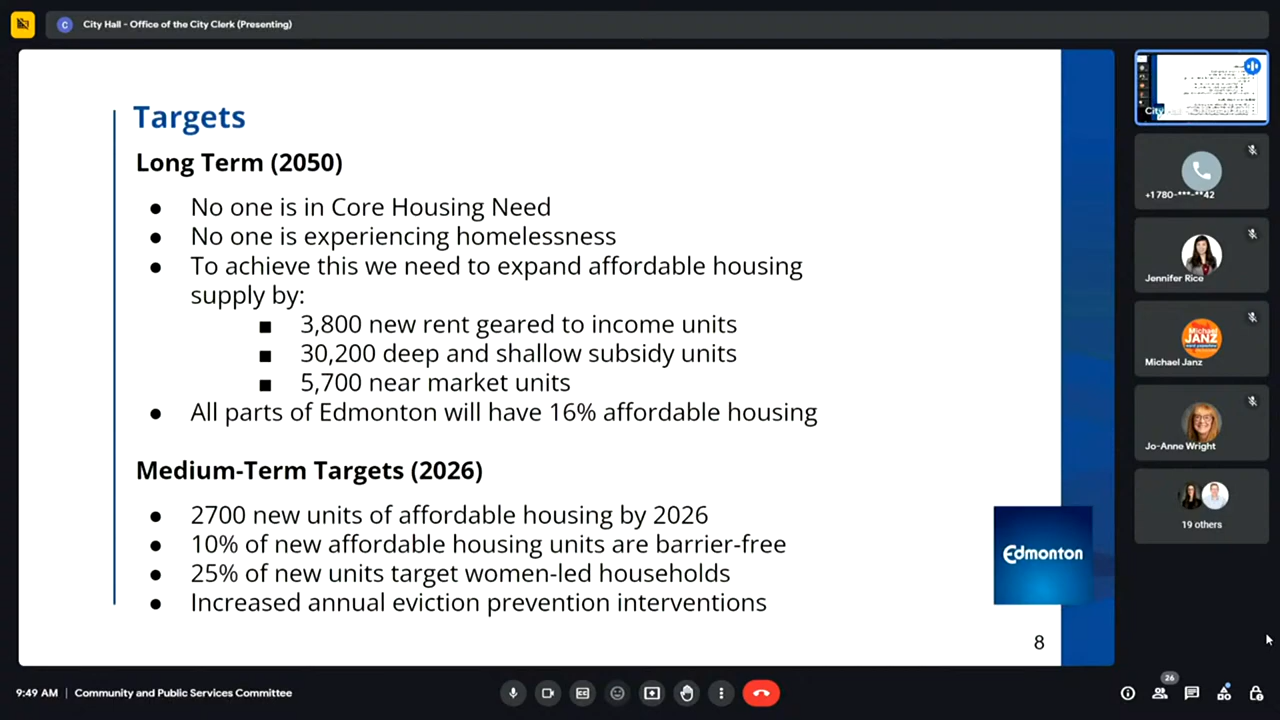 C City Hall - Office of the City Clerk (Presenting)
Targets
Long Term (2050)
● No one is in Core Housing Need
● No one is experiencing homelessness
● To achieve this we need to expand affordable housing
supply by:
■ 3,800 new rent geared to income units
■ 30,200 deep and shallow subsidy units
■ 5,700 near market units
● All parts of Edmonton will have 16% affordable housing
Medium-Term Targets (2026)
● 2700 new units of affordable housing by 2026
● 10% of new affordable housing units are barrier-free
● 25% of new units target women-led households
● Increased annual eviction prevention interventions
Edmonton
8
City
+1 780-***-**42
Jennifer Rice
Michael
JANZ
Michael Janz
Jo-Anne Wright
19 others
9:49 AM | Community and Public Services Committee
26